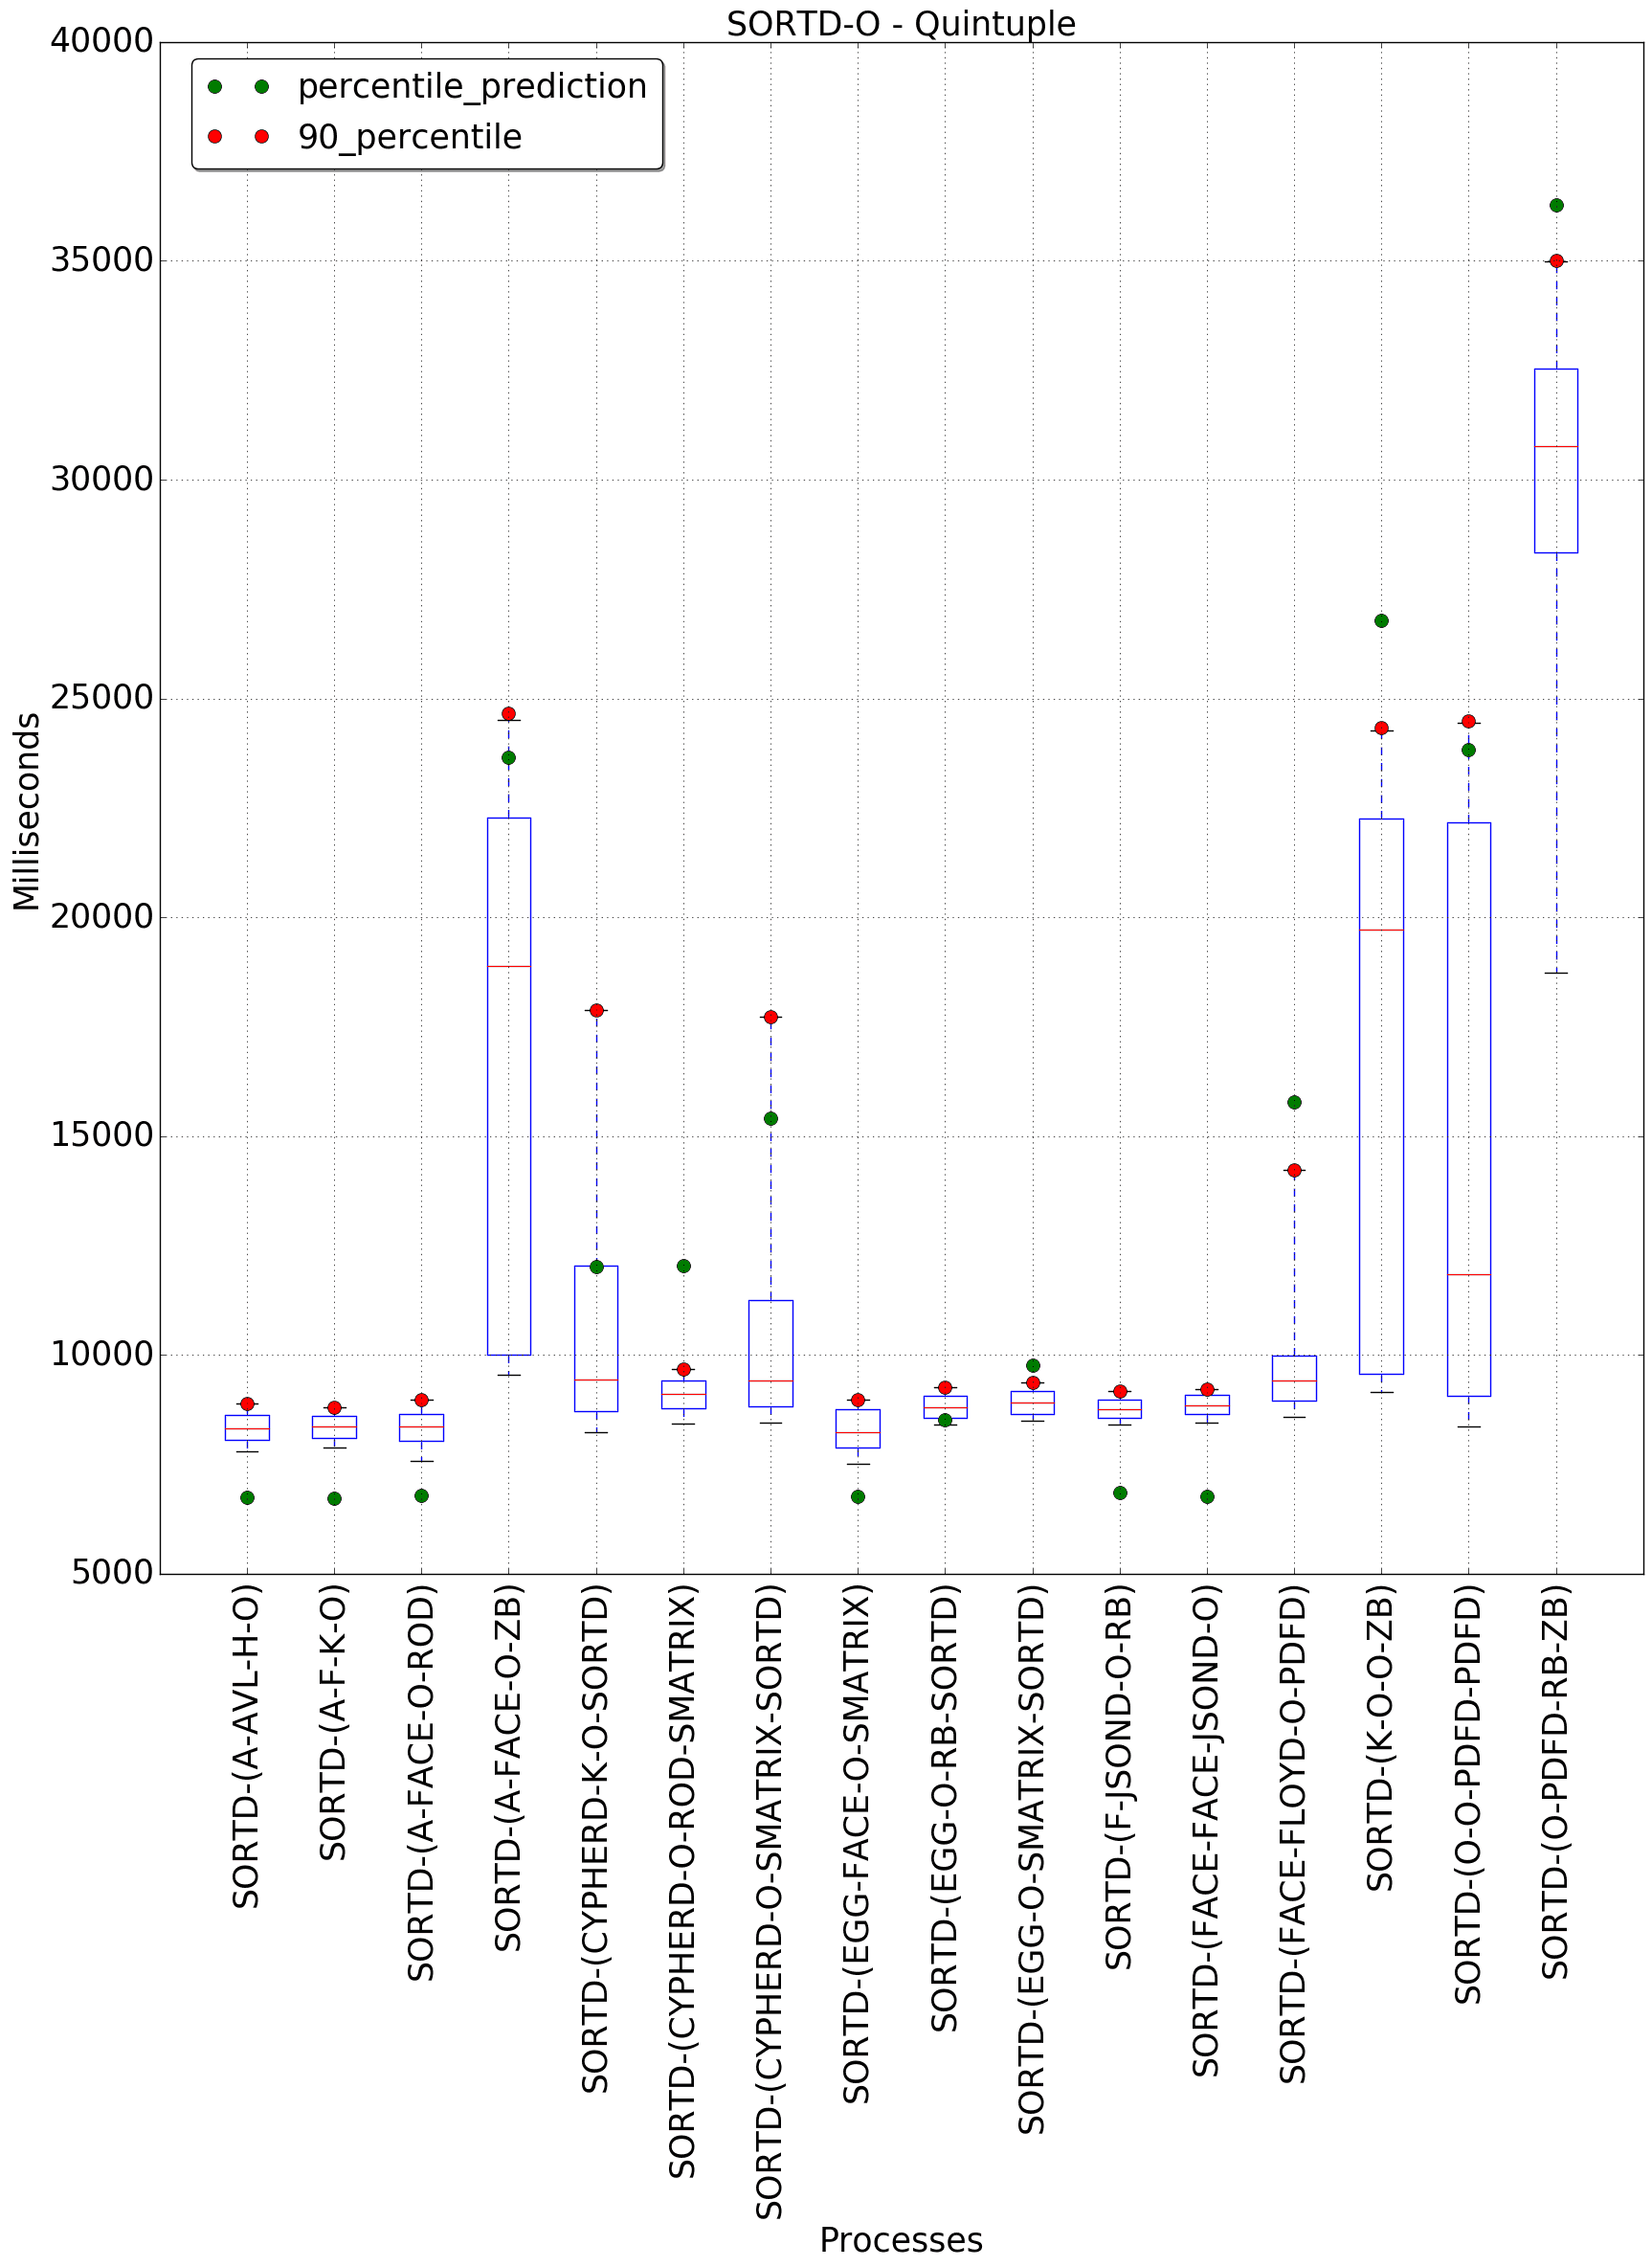 SORTD-O - Quintuple
percentile_prediction
90_percentile
40000
35000
30000
25000
20000
15000
10000
5000
Milliseconds
SORTD-(A-AVL-H-O)
SORTD-(A-F-K-O)
SORTD-(A-FACE-O-ROD)
SORTD-(A-FACE-O-ZB)
SORTD-(CYPHERD-K-O-SORTD)
SORTD-(CYPHERD-O-ROD-SMATRIX)
SORTD-(CYPHERD-O-SMATRIX-SORTD)
SORTD-(EGG-FACE-O-SMATRIX)
SORTD-(EGG-O-RB-SORTD)
SORTD-(EGG-O-SMATRIX-SORTD)
SORTD-(F-JSOND-O-RB)
SORTD-(FACE-FACE-JSOND-O)
SORTD-(FACE-FLOYD-O-PDFD)
SORTD-(K-O-O-ZB)
SORTD-(O-O-PDFD-PDFD)
SORTD-(O-PDFD-RB-ZB)
Processes